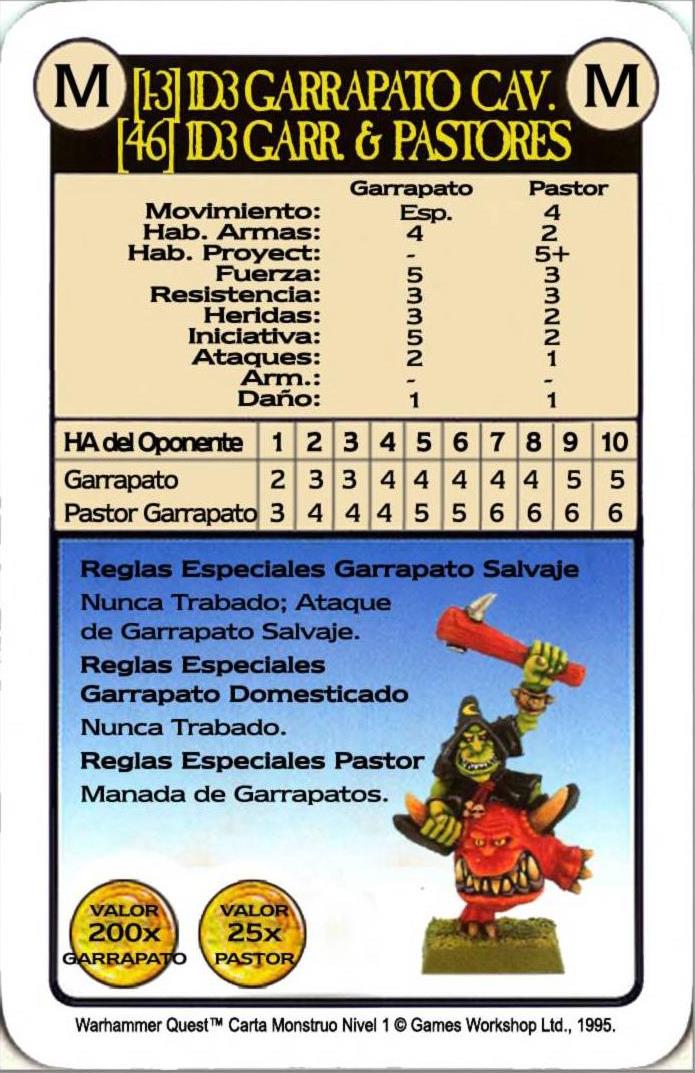 M [1-3] 1D3 GARRAPATO CAV. M
[46] 1D3 GARR. & PASTORES
Garrapato Pastor
Movimiento: Esp. 4
Hab. Armas: 4 2
Hab. Proyect: - 5+
Fuerza: 5 3
Resistencia: 3 3
Heridas: 3 2
Iniciativa: 5 2
Ataques: 2 1
Arm.: - -
Daño: 1 1
HA del Oponente 1 2 3 4 5 6 7 8 9 10
Garrapato 2 3 3 4 4 4 4 4 5 5
Pastor Garrapato 3 4 4 4 5 5 6 6 6 6
Reglas Especiales Garrapato Salvaje
Nunca Trabado; Ataque
de Garrapato Salvaje.
Reglas Especiales
Garrapato Domesticado
Nunca Trabado.
Reglas Especiales Pastor
Manada de Garrapatos.
VALOR
200x
GARRAPATO
VALOR
25x
PASTOR
Warhammer Quest™ Carta Monstruo Nivel 1 © Games Workshop Ltd., 1995.